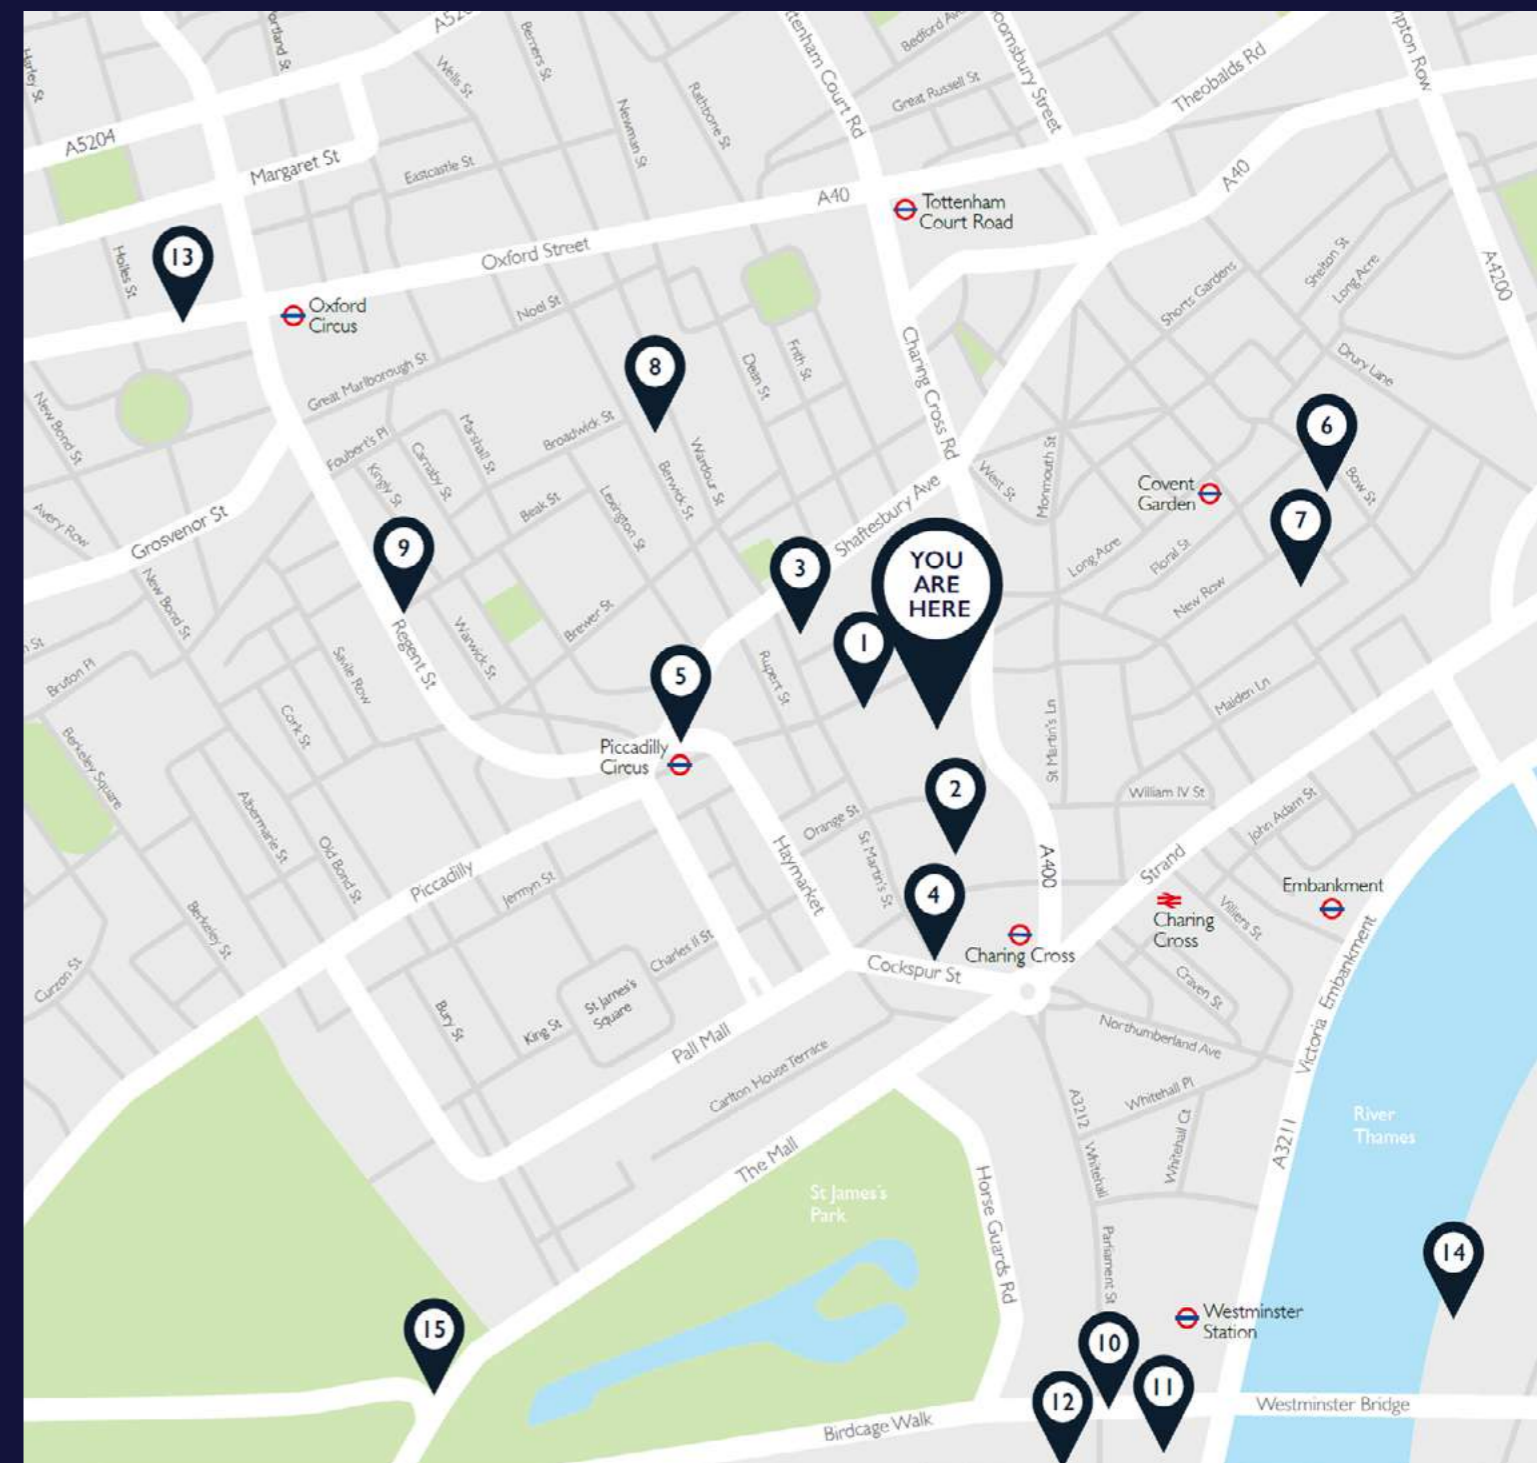 Harley St
Portland St
A520
Berners St
Wells St
Newman St
Rathbone St
ttenham Court Rd
Bedford Av
oomsbury Street
Great Russell St
Theobalds Rd
mpton Row
A5204
Margaret St
Eastcastle St
A40
A40
Tottenham
Court Road
Holles St
13
Oxford Street
Oxford
Circus
Noel St
Shorts Gardens
Shelton St
Long Acre
A4200
Great Marlborough St
8
Dean St
Frith St
Charing Cross Rd
Drury Lane
New Bond St
Foubert's Pl
Kingly St
Carnaby St
Marshall St
Broadwick St
Berwick St
Wardour St
West St
Monmouth St
6
Bow St
Covent
Garden
Avery Row
Grosvenor St
9
Beak St
Lexington St
Shaftesbury Ave
3
YOU
ARE
HERE
Long Acre
Floral St
New Row
7
New Bond St
n St
Bruton Pl
Regent St
Warwick St
Brewer St
1
Rupert St
5
Savile Row
Cork St
Piccadilly
Circus
Berkeley Square
St Martin's Ln
Maiden Ln
2
William IV St
John Adam St
Albermarle St
Old Bond St
Piccadilly
Jermyn St
Haymarket
Orange St
St Martin's St
A400
Strand
4
Charing Cross
Charing
Cross
Villiers St
Embankment
Berkeley St
Curzon St
Bury St
King St
St James's
Square
Charles II St
Cockspur St
Craven St
Northumberland Ave
Victoria Embankment
Pall Mall
Carlton House Terrace
The Mall
A3212
Whitehall Pl
Whitehall Ct
Whitehall
A3211
River
Thames
St James's
Park
Horse Guards Rd
Parliament St
14
15
Westminster
Station
10
11
12
Birdcage Walk
Westminster Bridge